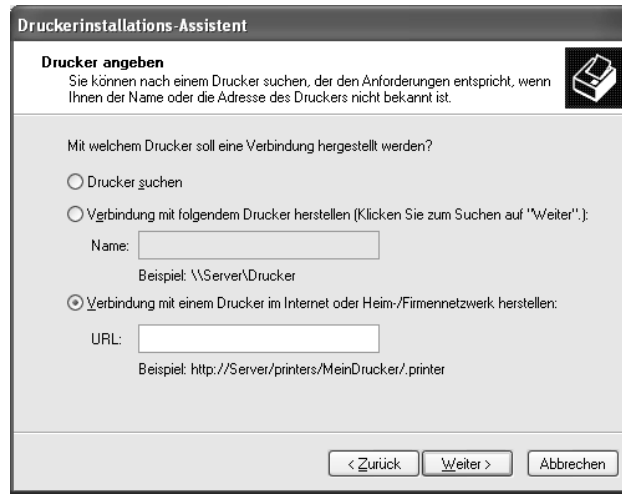 Druckerinstallations-Assistent
Drucker angeben
Sie können nach einem Drucker suchen, der den Anforderungen entspricht, wenn
Ihnen der Name oder die Adresse des Druckers nicht bekannt ist.
Mit welchem Drucker soll eine Verbindung hergestellt werden?
Drucker suchen
Verbindung mit folgendem Drucker herstellen (Klicken Sie zum Suchen auf "Weiter".):
Name:
Beispiel: \\Server\Drucker
Verbindung mit einem Drucker im Internet oder Heim-/Firmennetzwerk herstellen:
URL:
Beispiel: http://Server/printers/MeinDrucker/.printer
< Zurück Weiter > Abbrechen